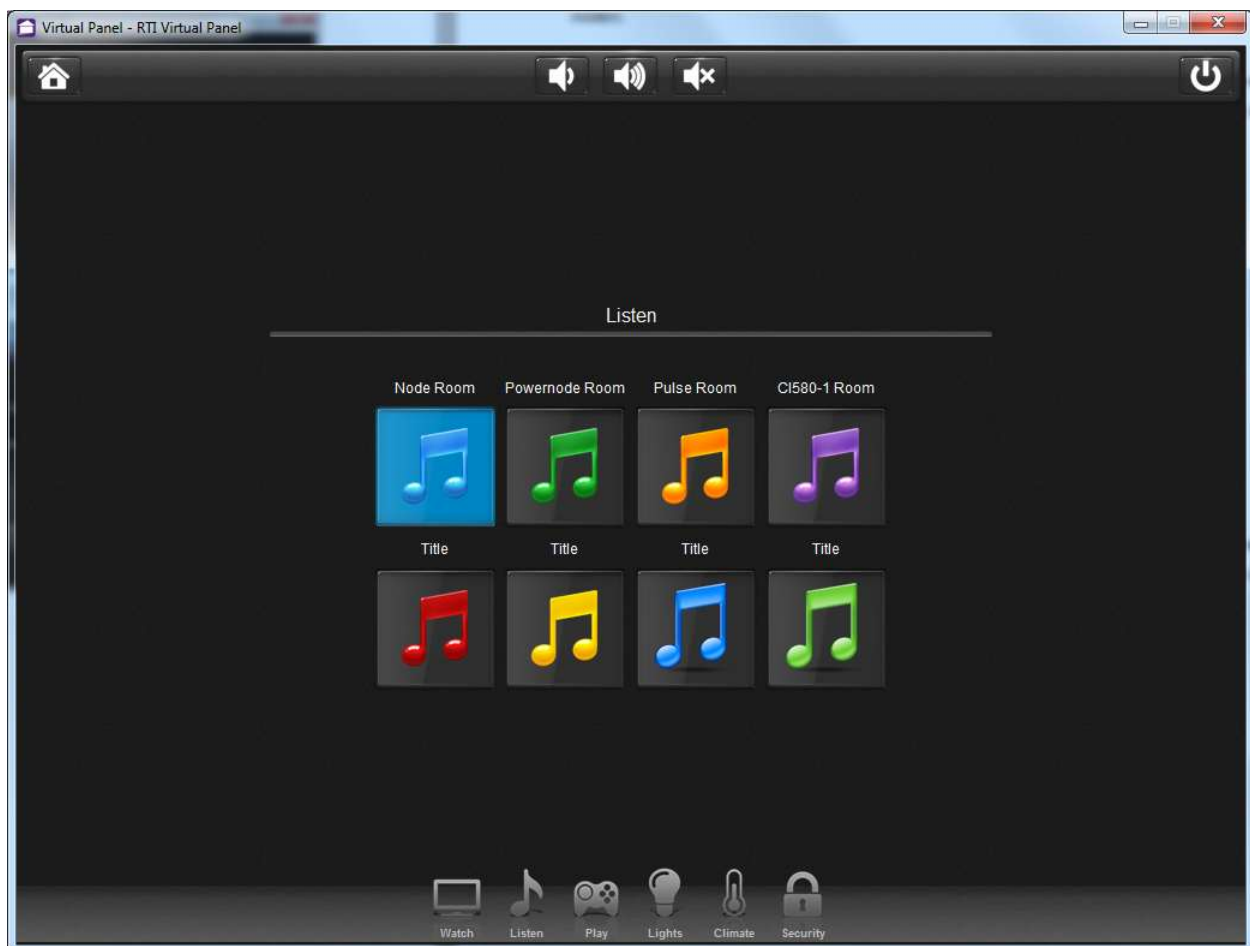 Virtual Panel - RTI Virtual Panel
Listen
Node Room Powernode Room Pulse Room CI580-1 Room
Title Title Title Title
Watch Listen Play Lights Climate Security